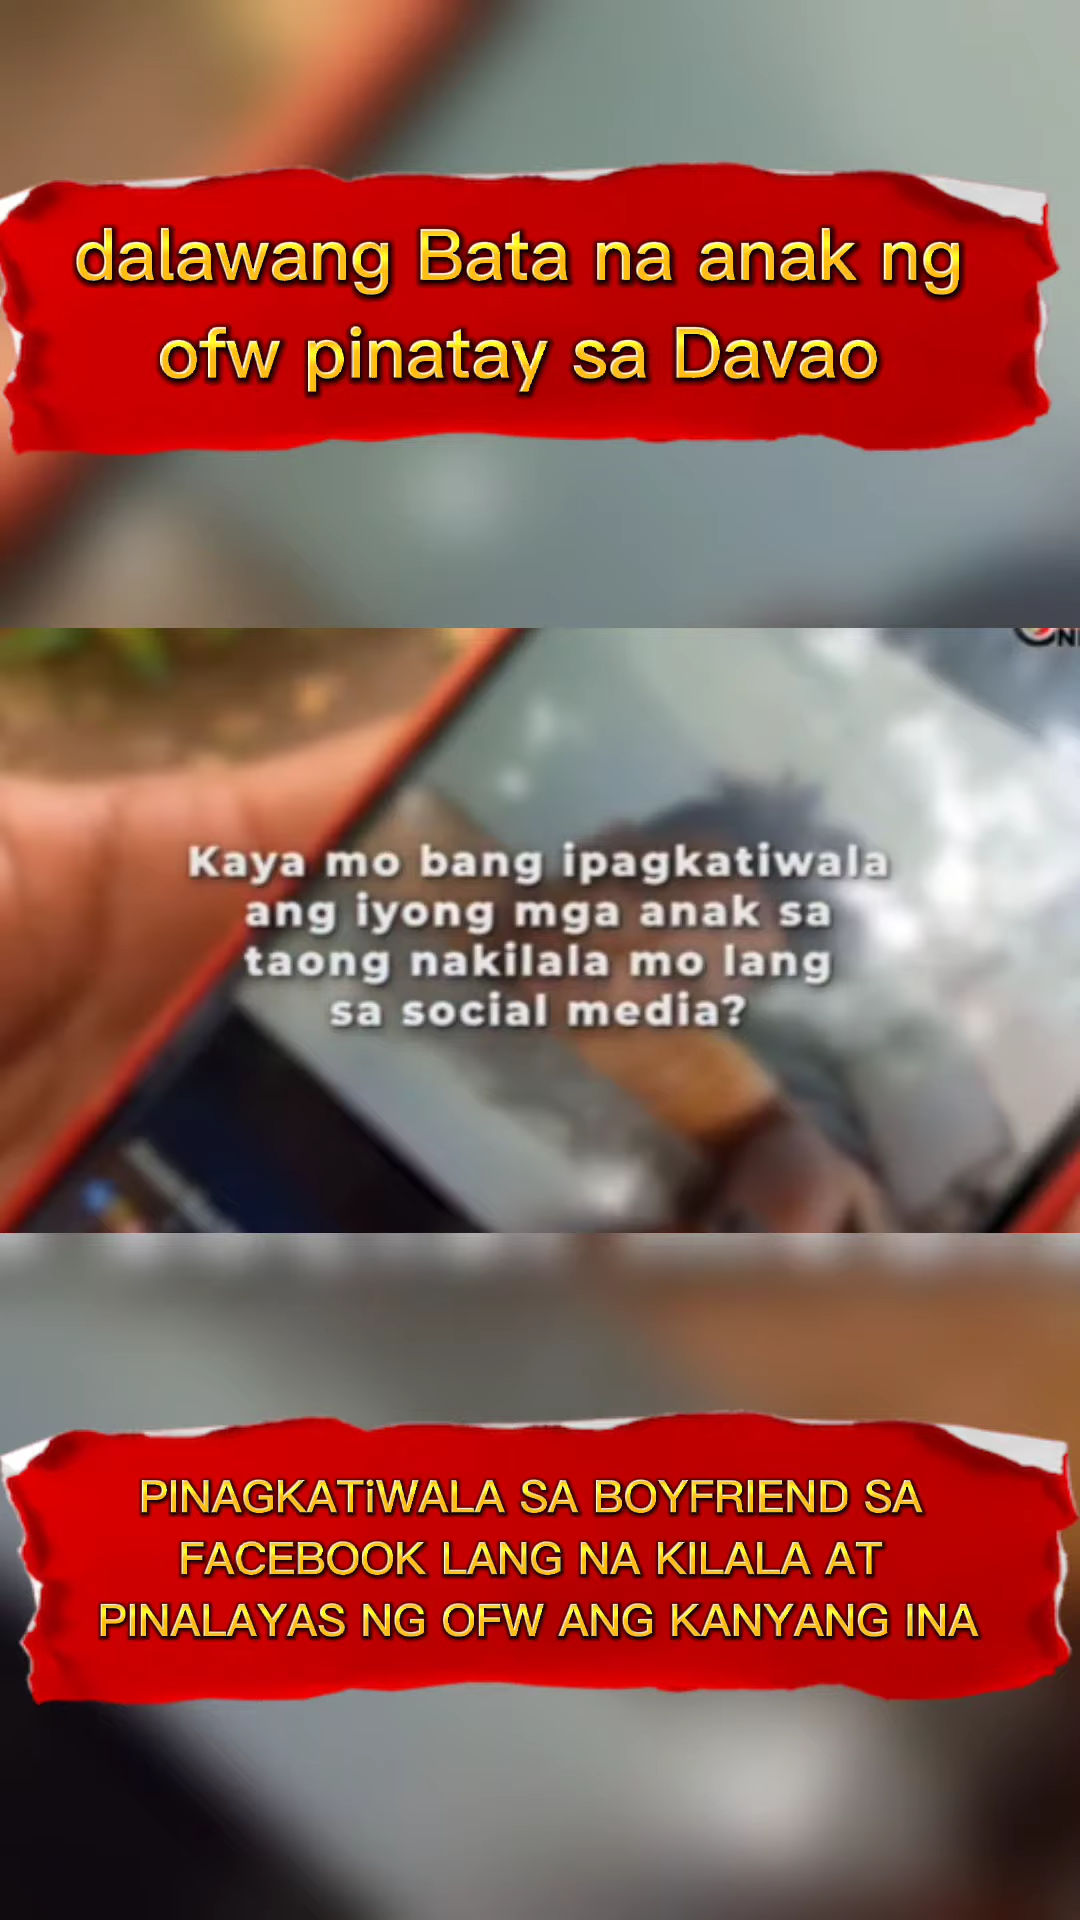 dalawang Bata na anak ng
ofw pinatay sa Davao
Kaya mo bang ipagkatiwala
ang iyong mga anak sa
taong nakilala mo lang
sa social media?
PINAGKATiWALA SA BOYFRIEND SA
FACEBOOK LANG NA KILALA AT
PINALAYAS NG OFW ANG KANYANG INA